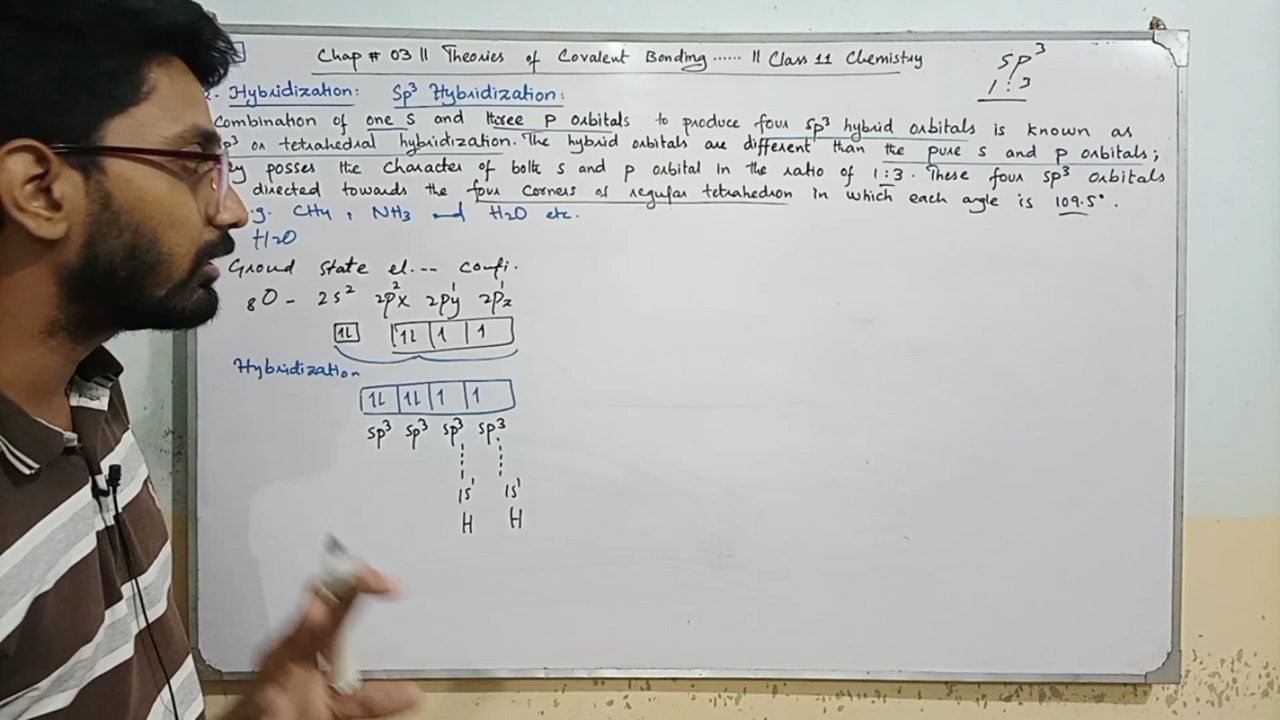 Chap # 03 || Theories of Covalent Bonding ...... || Class 11 Chemistry
sp³
1 : 3
2. Hybridization: Sp³ Hybridization:
Combination of one s and three p orbitals to produce four sp³ hybrid orbitals is known as
p³ or tetrahedral hybridization. The hybrid orbitals are different than the pure s and p orbitals;
posses the character of both s and p orbital in the ratio of 1:3. These four sp³ orbitals
directed towards the four corners of regular tetrahedron in which each angle is 109.5°.
.g. CH4, NH3 and H2O etc.
H2O
Ground state el.-- confi.
₈O - 2s² 2px² 2py¹ 2pz¹
1L 1L 1 1
Hybridization
1L 1L 1 1
sp³ sp³ sp³ sp³
1s¹ 1s¹
H H